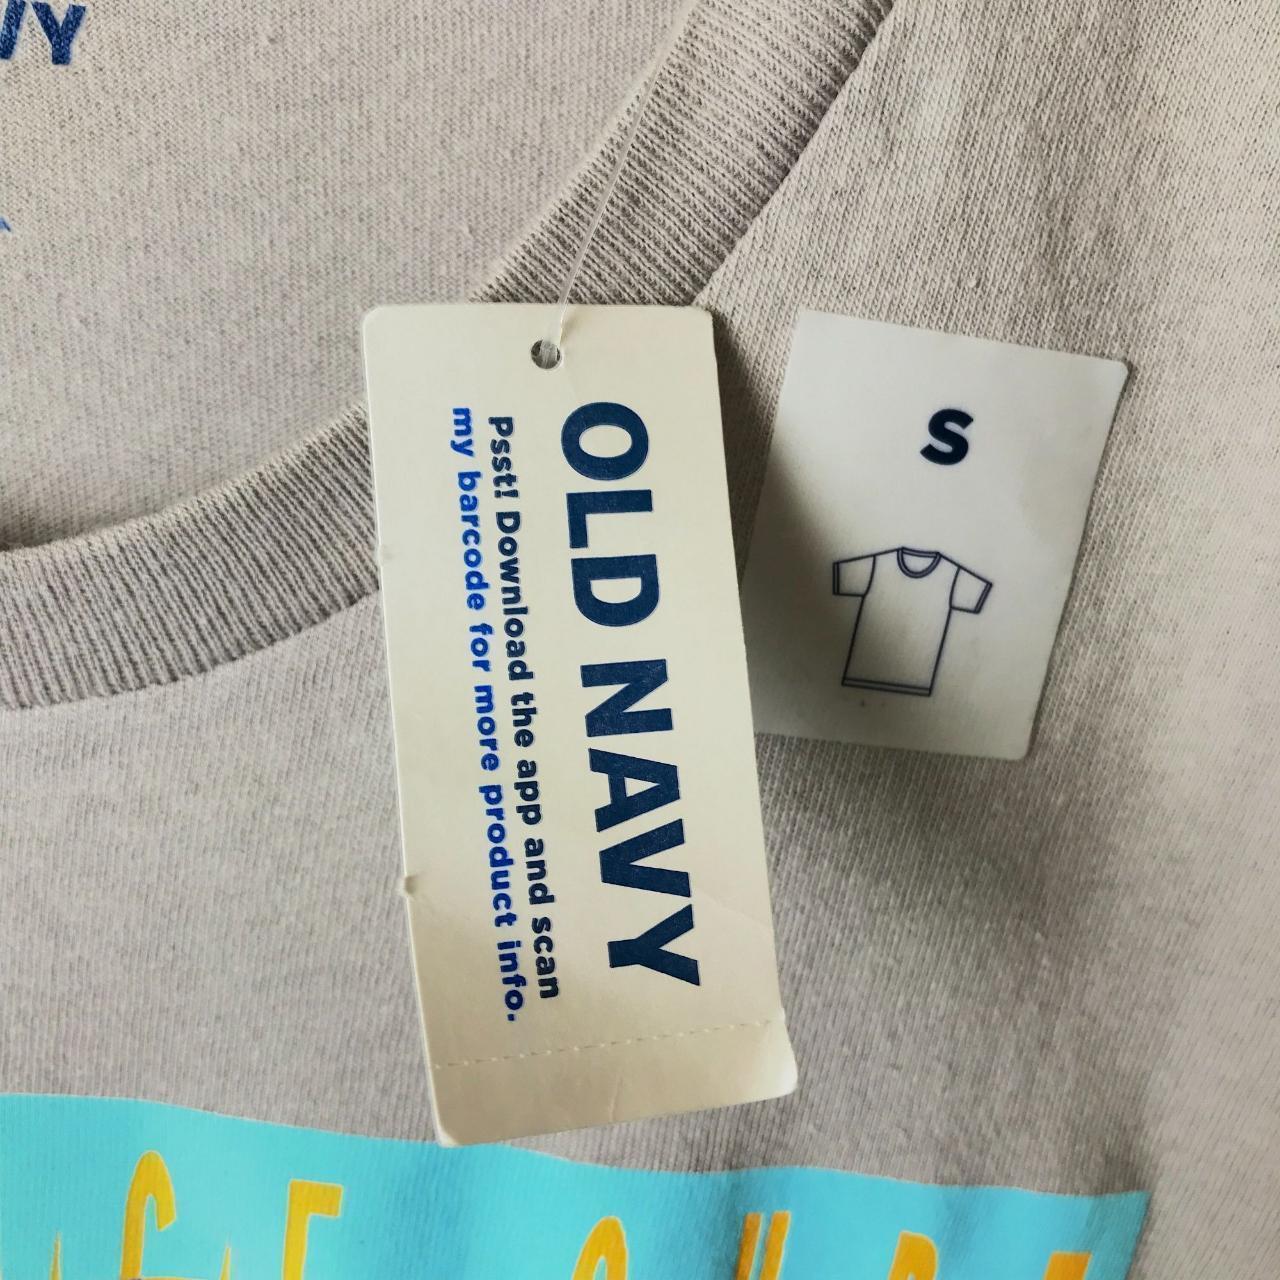 OLD NAVY
Psst! Download the app and scan
my barcode for more product info.
S